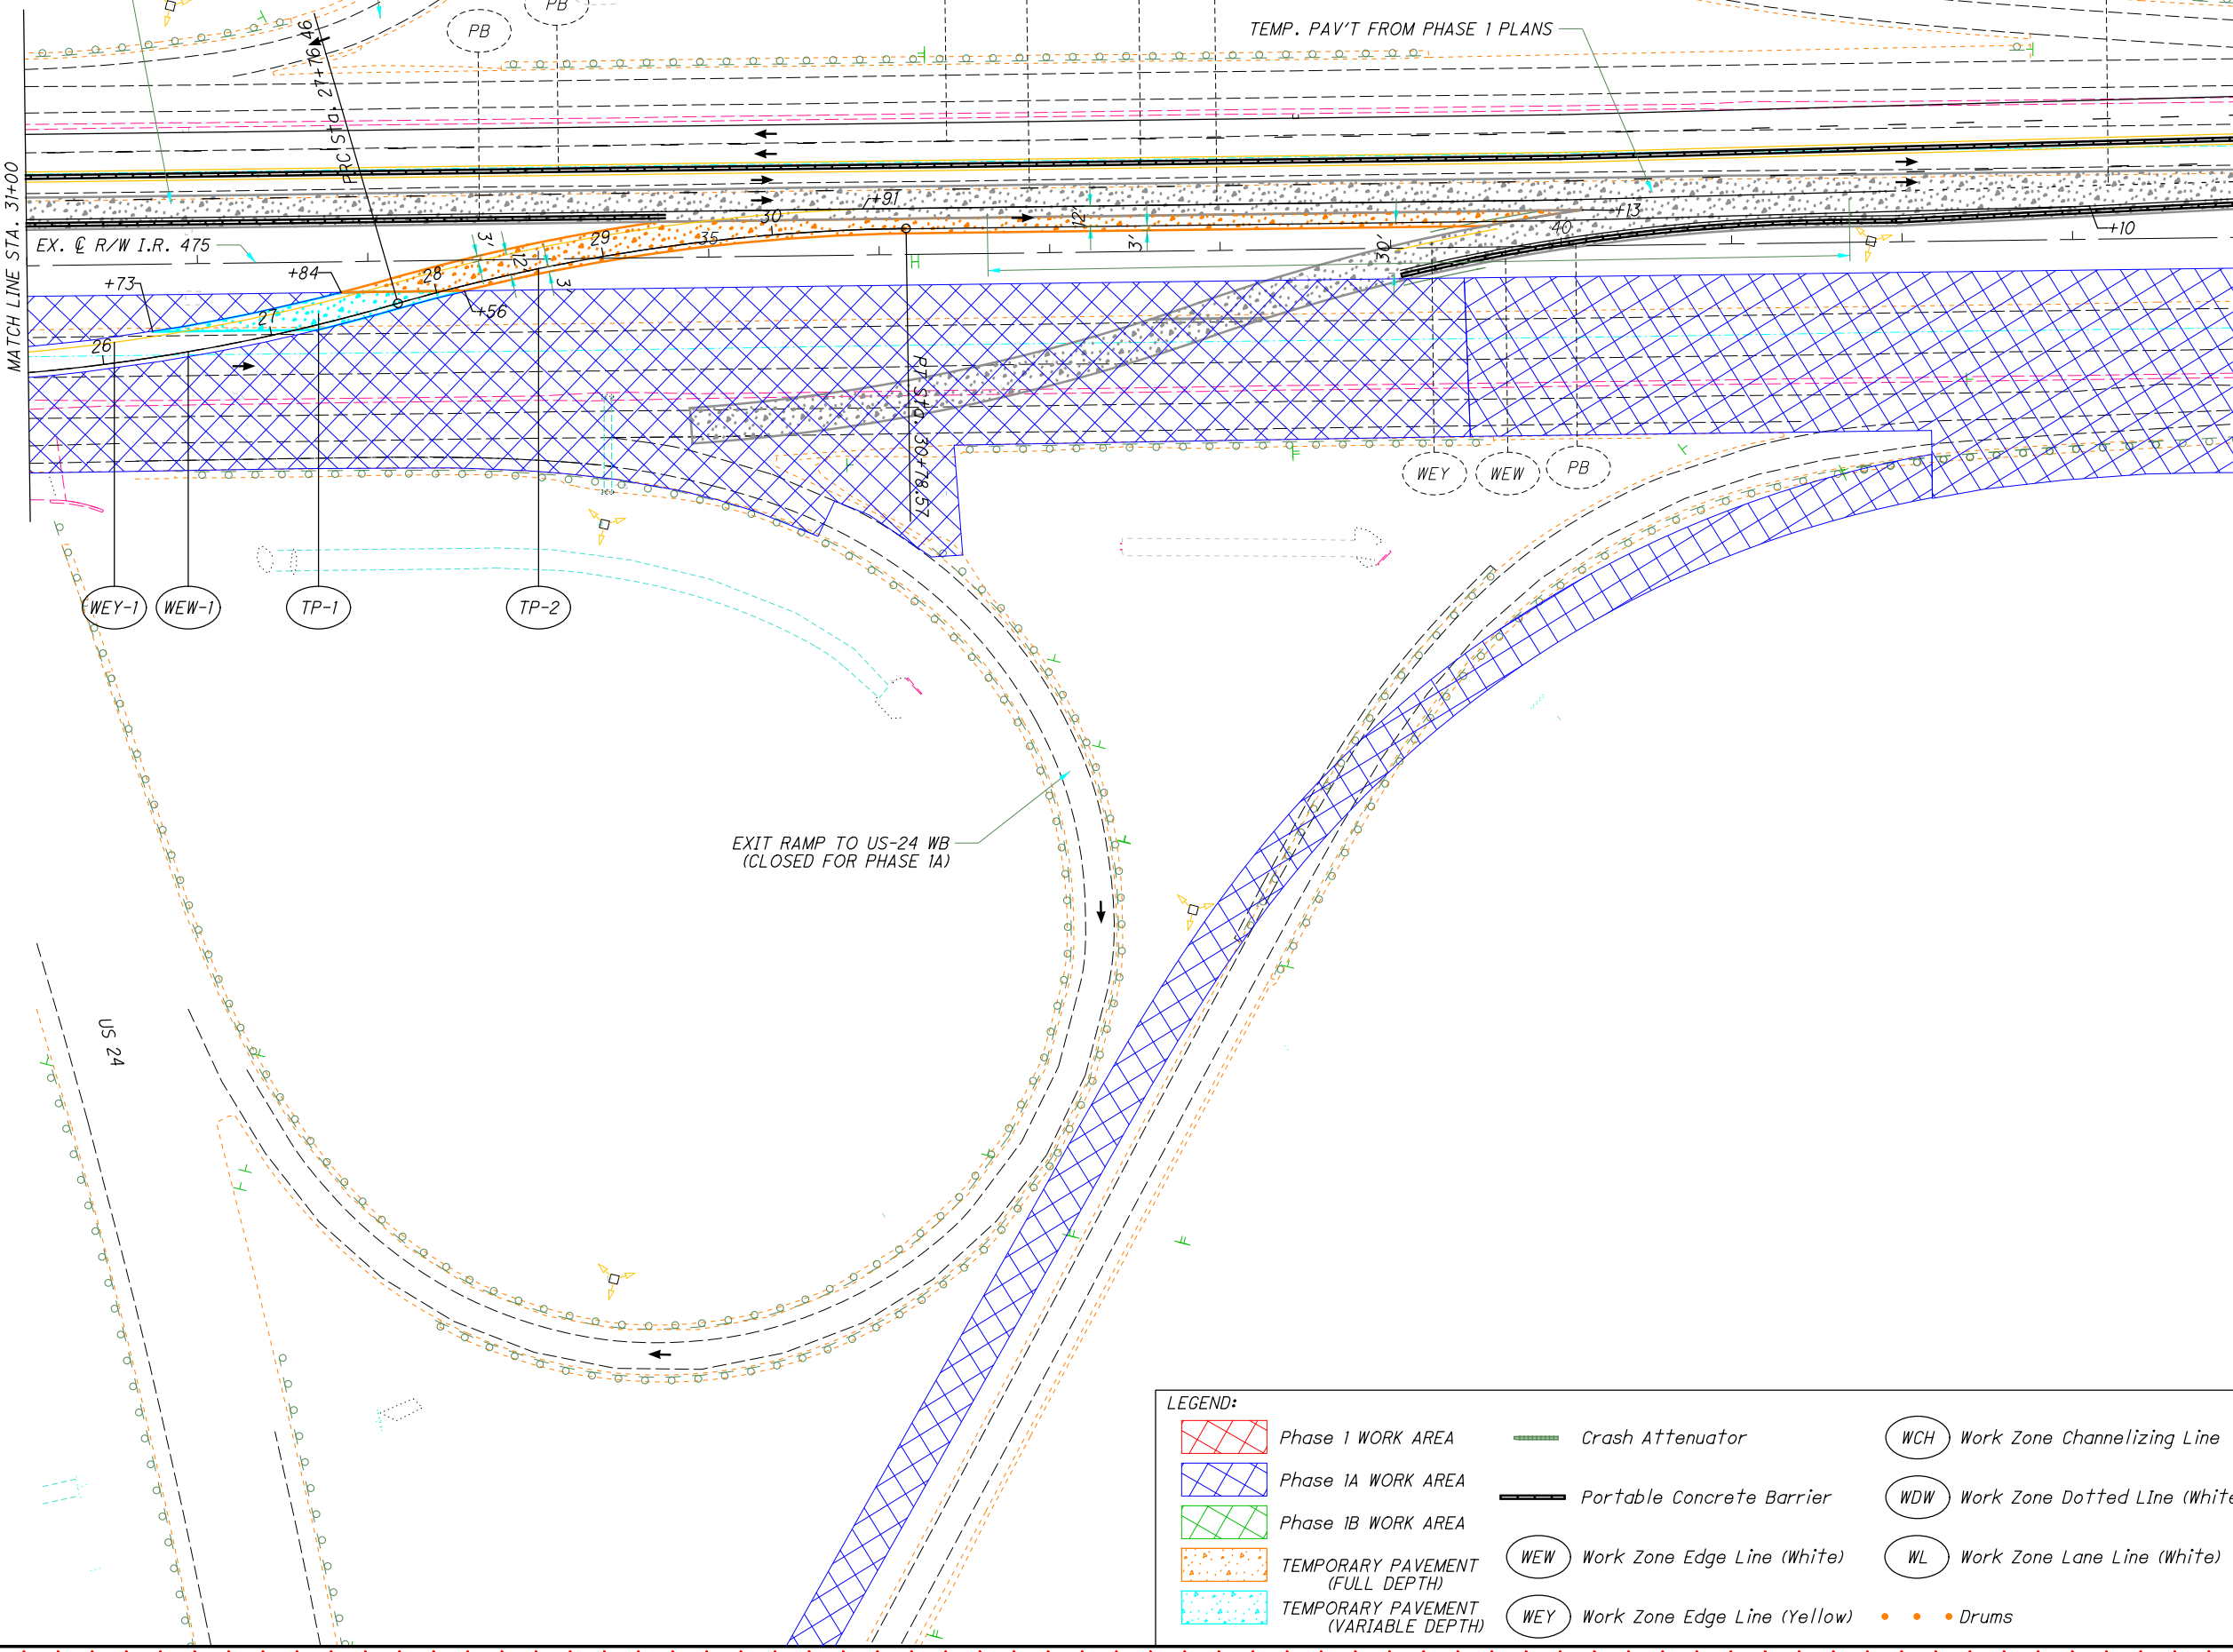 PB
PB
TEMP. PAV'T FROM PHASE 1 PLANS
PRC Sta. 27+76.46
MATCH LINE STA. 31+00
EX. ℄ R/W I.R. 475
+73
+84
26
27
28
29
30
35
40
+56
+91
+13
+10
3'
12'
3'
12'
3'
30'
PT Sta. 30+78.57
WEY
WEW
PB
WEY-1
WEW-1
TP-1
TP-2
EXIT RAMP TO US-24 WB
(CLOSED FOR PHASE 1A)
US 24
LEGEND:
Phase 1 WORK AREA
Phase 1A WORK AREA
Phase 1B WORK AREA
TEMPORARY PAVEMENT
(FULL DEPTH)
TEMPORARY PAVEMENT
(VARIABLE DEPTH)
Crash Attenuator
Portable Concrete Barrier
WEW Work Zone Edge Line (White)
WEY Work Zone Edge Line (Yellow)
WCH Work Zone Channelizing Line
WDW Work Zone Dotted LIne (White
WL Work Zone Lane Line (White)
Drums